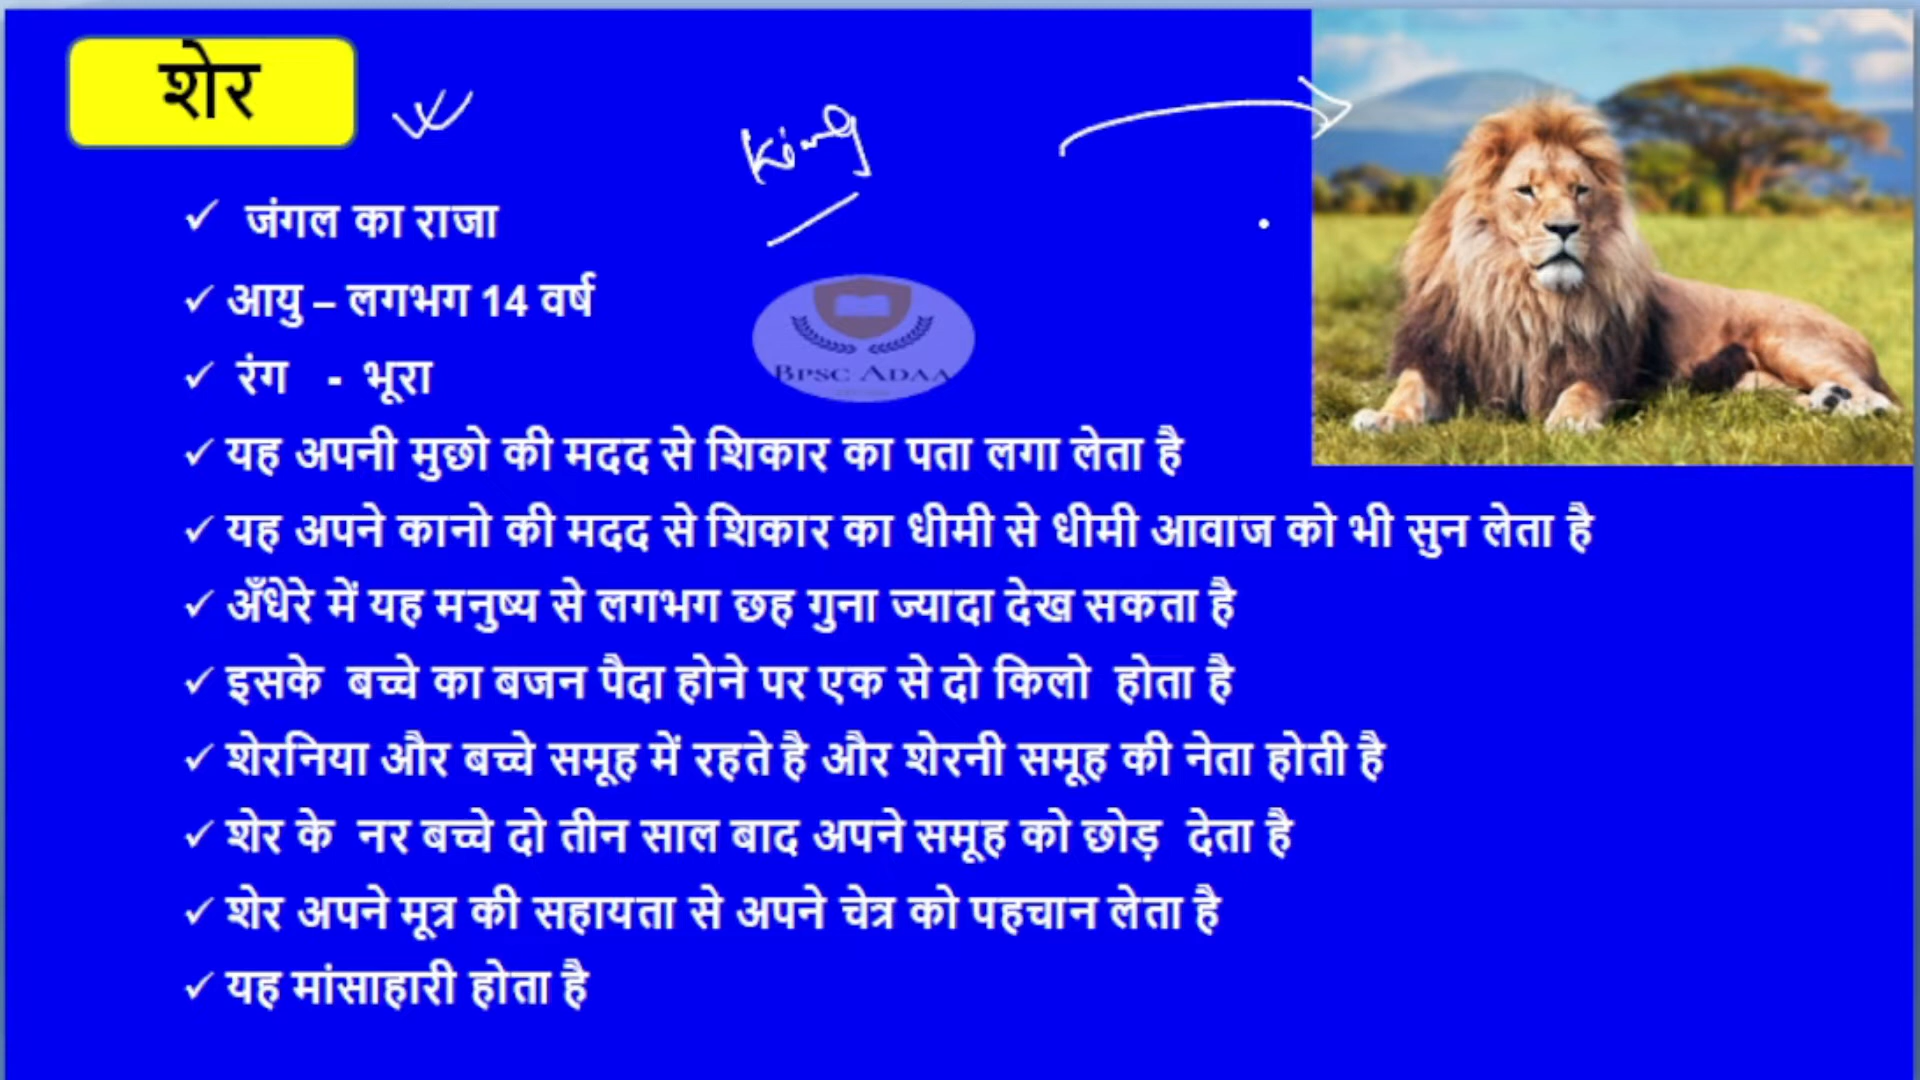 शेर
King
जंगल का राजा
आयु – लगभग 14 वर्ष
BPSC ADAA
रंग - भूरा
यह अपनी मुछो की मदद से शिकार का पता लगा लेता है
यह अपने कानो की मदद से शिकार का धीमी से धीमी आवाज को भी सुन लेता है
अँधेरे में यह मनुष्य से लगभग छह गुना ज्यादा देख सकता है
इसके बच्चे का बजन पैदा होने पर एक से दो किलो होता है
शेरनिया और बच्चे समूह में रहते है और शेरनी समूह की नेता होती है
शेर के नर बच्चे दो तीन साल बाद अपने समूह को छोड़ देता है
शेर अपने मूत्र की सहायता से अपने चेत्र को पहचान लेता है
यह मांसाहारी होता है